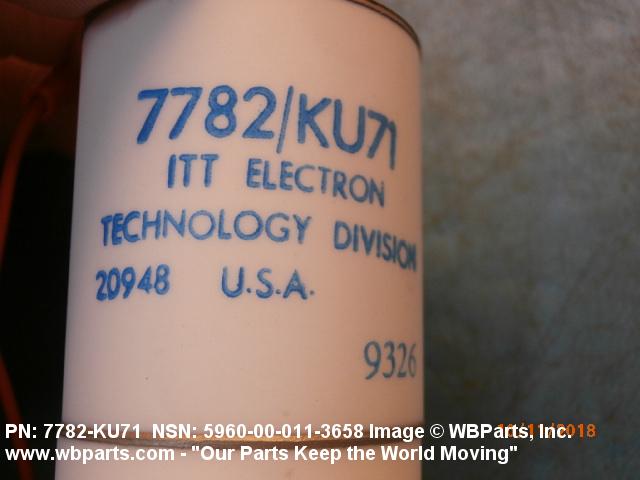 7782/KU71
ITT ELECTRON
TECHNOLOGY DIVISION
20948 U.S.A.
9326
PN: 7782-KU71 NSN: 5960-00-011-3658 Image © WBParts, Inc.
www.wbparts.com - "Our Parts Keep the World Moving"